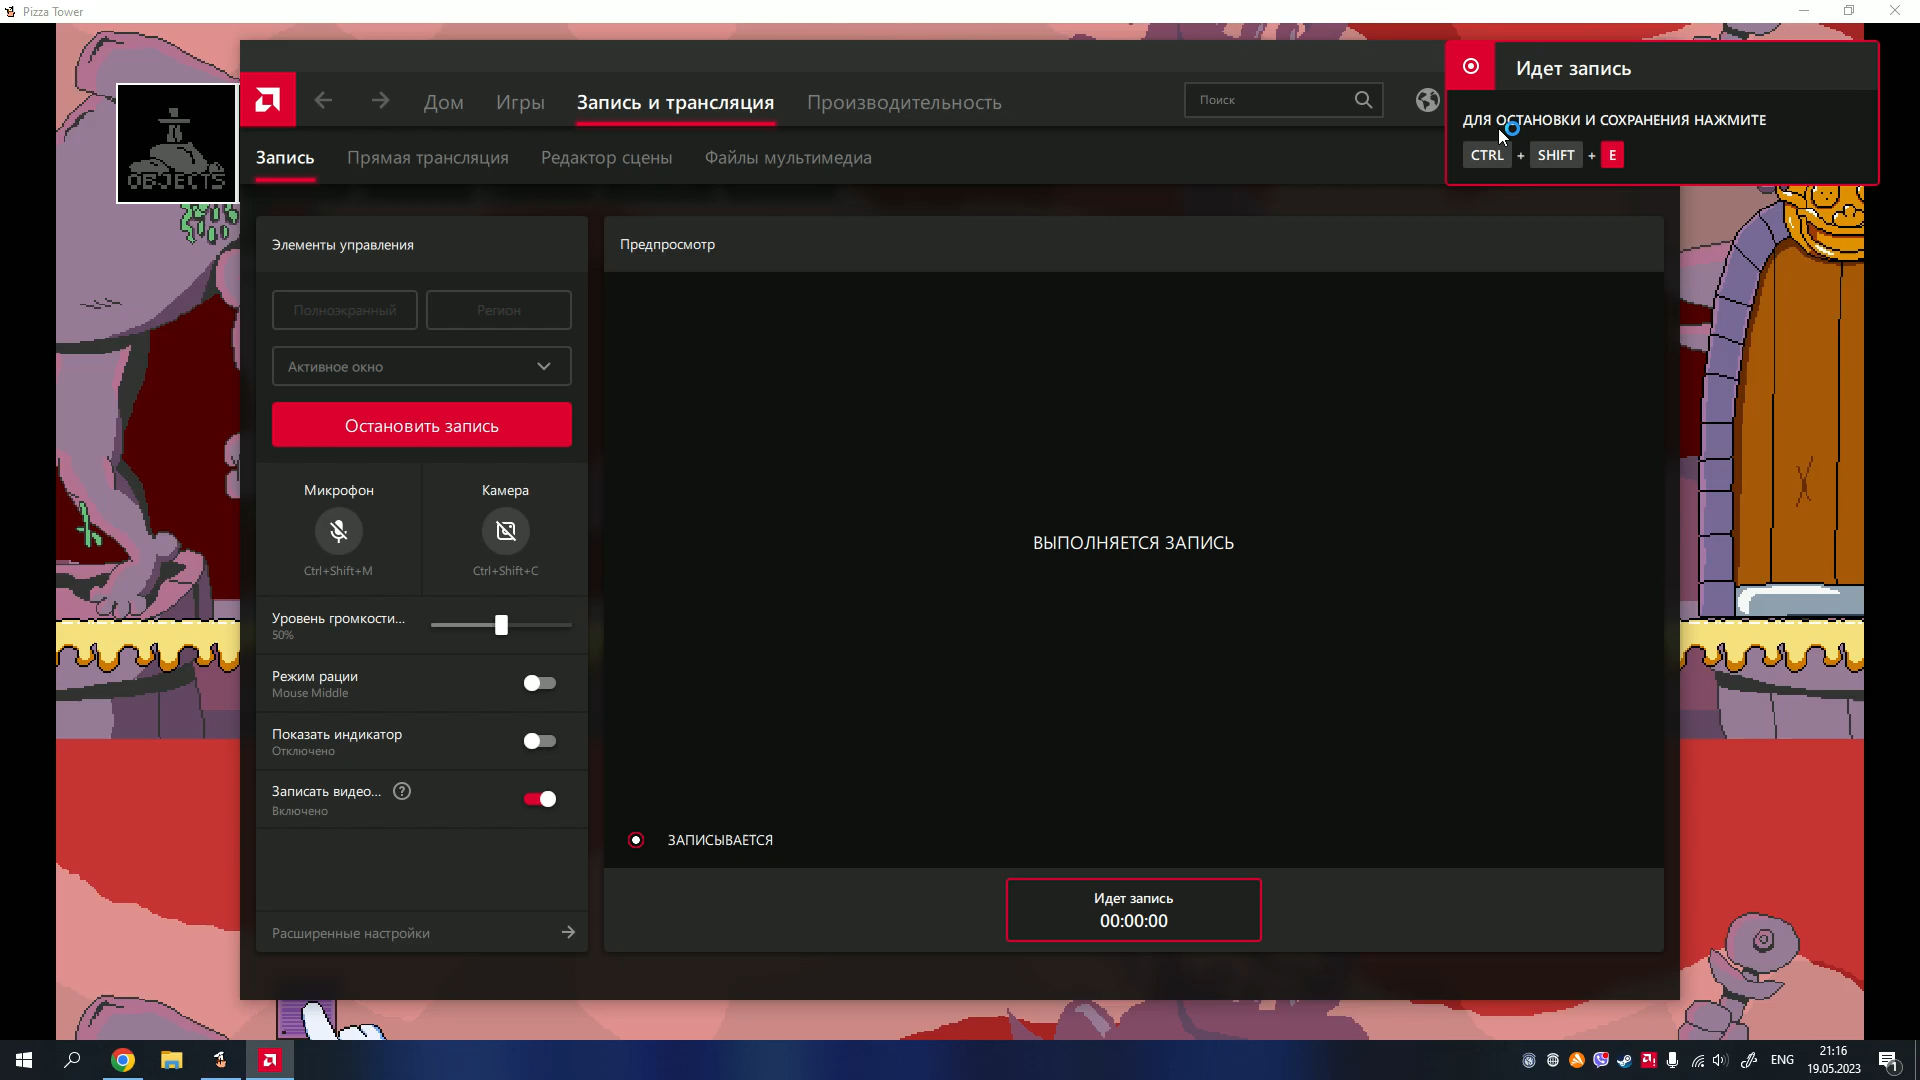 Pizza Tower
Идет запись
ДЛЯ ОСТАНОВКИ И СОХРАНЕНИЯ НАЖМИТЕ
CTRL + SHIFT + E
Дом
Игры
Запись и трансляция
Производительность
Поиск
Запись
Прямая трансляция
Редактор сцены
Файлы мультимедиа
OBJECTS
Элементы управления
Полноэкранный
Регион
Активное окно
Остановить запись
Микрофон
Камера
Ctrl+Shift+M
Ctrl+Shift+C
Уровень громкости...
50%
Режим рации
Mouse Middle
Показать индикатор
Отключено
Записать видео...
?
Включено
Расширенные настройки
Предпросмотр
ВЫПОЛНЯЕТСЯ ЗАПИСЬ
ЗАПИСЫВАЕТСЯ
Идет запись
00:00:00
ENG
21:16
19.05.2023
1